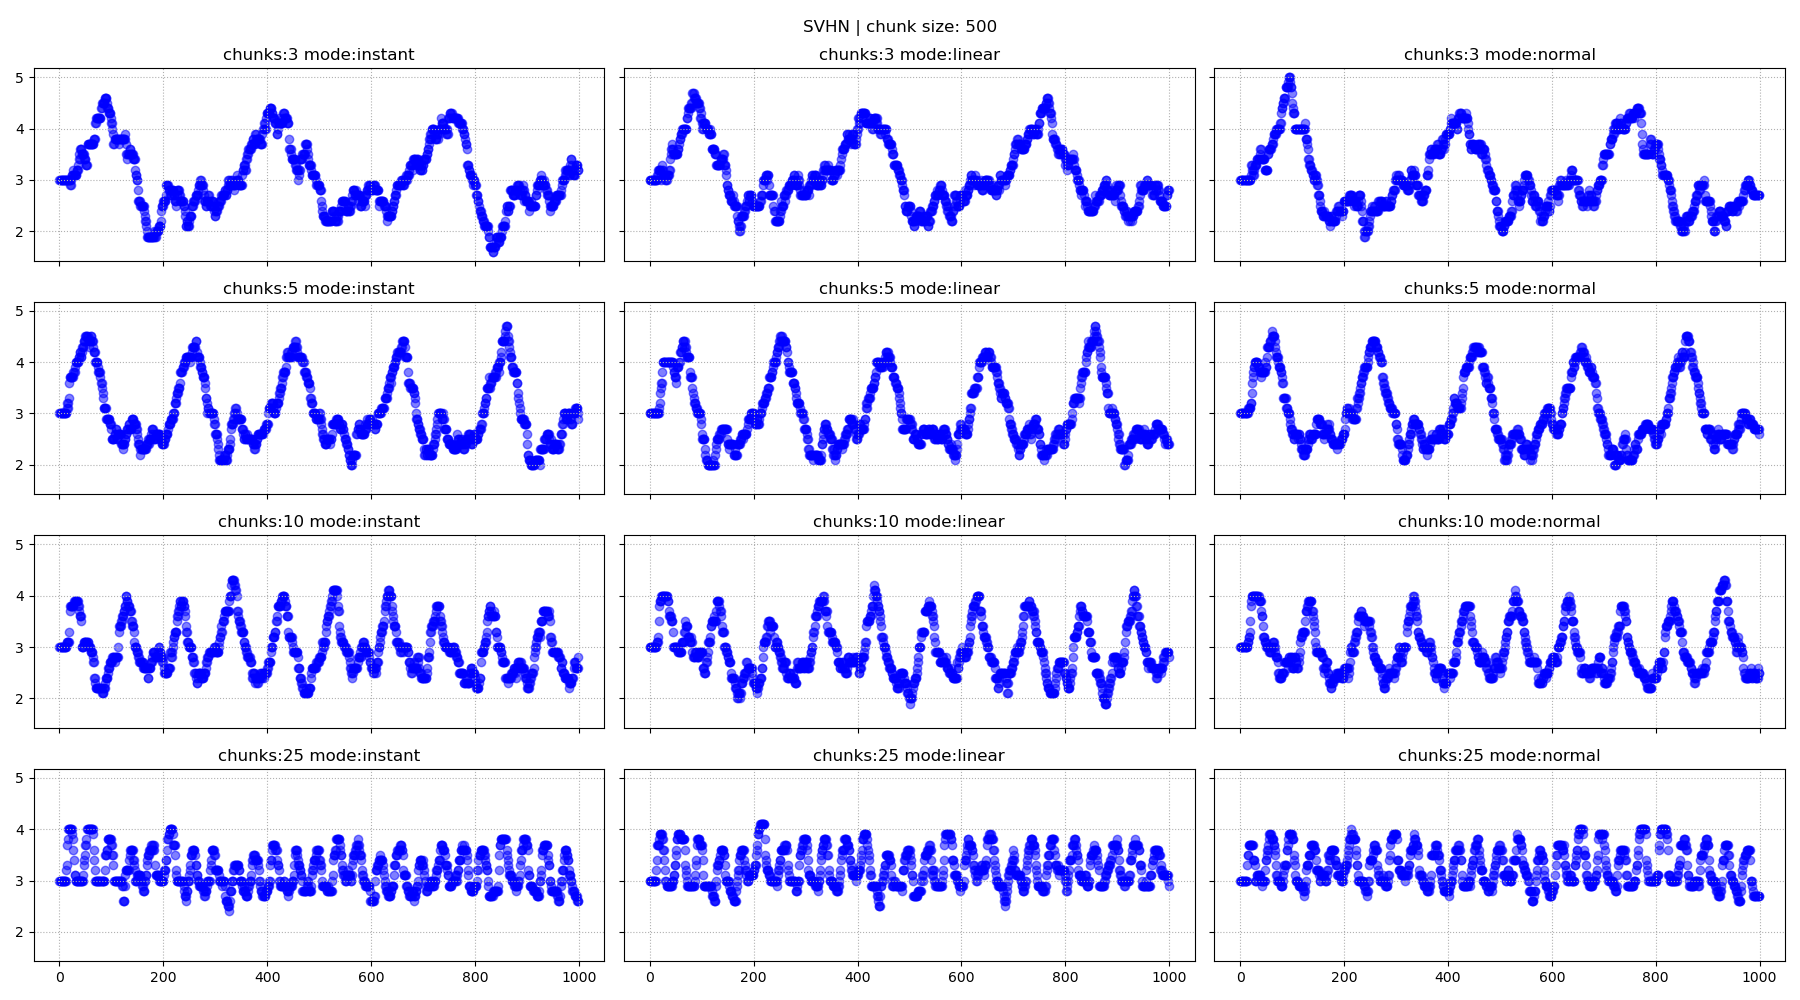 SVHN | chunk size: 500
chunks:3 mode:instant
chunks:3 mode:linear
chunks:3 mode:normal
5
4
3
2
chunks:5 mode:instant
chunks:5 mode:linear
chunks:5 mode:normal
5
4
3
2
chunks:10 mode:instant
chunks:10 mode:linear
chunks:10 mode:normal
5
4
3
2
chunks:25 mode:instant
chunks:25 mode:linear
chunks:25 mode:normal
5
4
3
2
0 200 400 600 800 1000
0 200 400 600 800 1000
0 200 400 600 800 1000